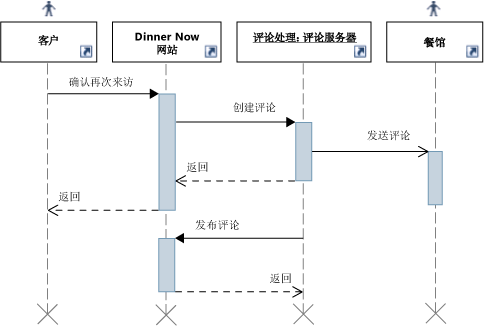 客户
Dinner Now
网站
评论处理: 评论服务器
餐馆
确认再次来访
创建评论
发送评论
返回
返回
发布评论
返回